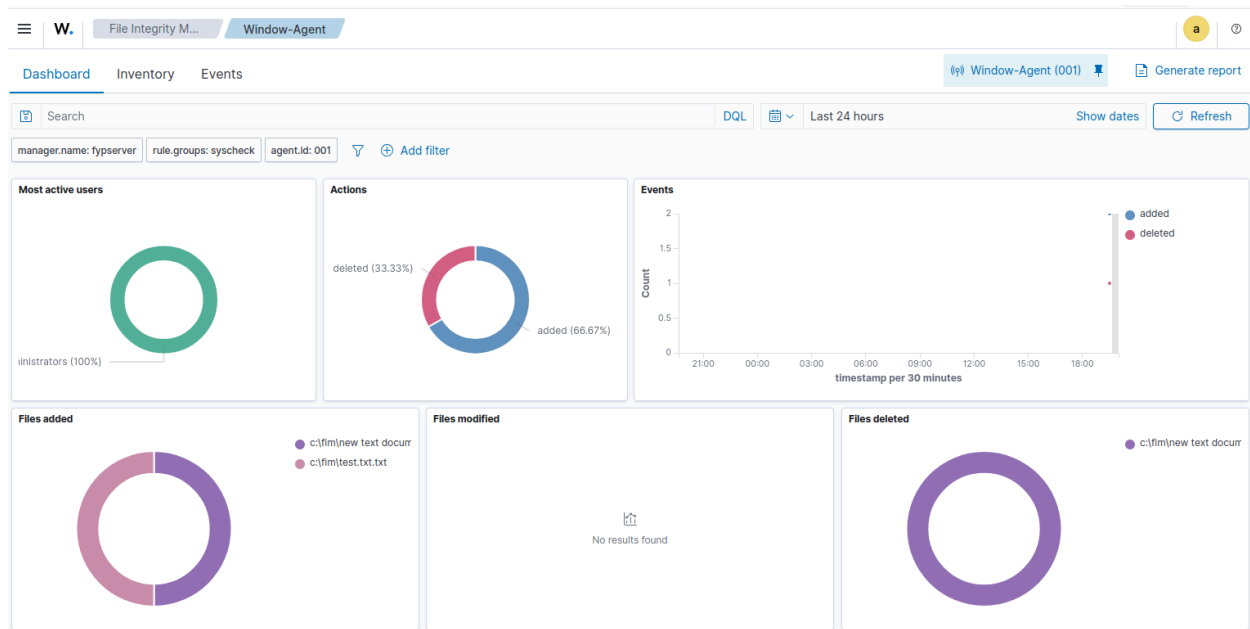 W. File Integrity M... Window-Agent a
Dashboard Inventory Events Window-Agent (001) Generate report
Search DQL Last 24 hours Show dates Refresh
manager.name: fypserver rule.groups: syscheck agent.id: 001 Add filter
Most active users
inistrators (100%)
Actions
deleted (33.33%)
added (66.67%)
Events
2
1.5
1
0.5
0
Count
21:00 00:00 03:00 06:00 09:00 12:00 15:00 18:00
timestamp per 30 minutes
added
deleted
Files added
c:\fim\new text docum
c:\fim\test.txt.txt
Files modified
No results found
Files deleted
c:\fim\new text docum